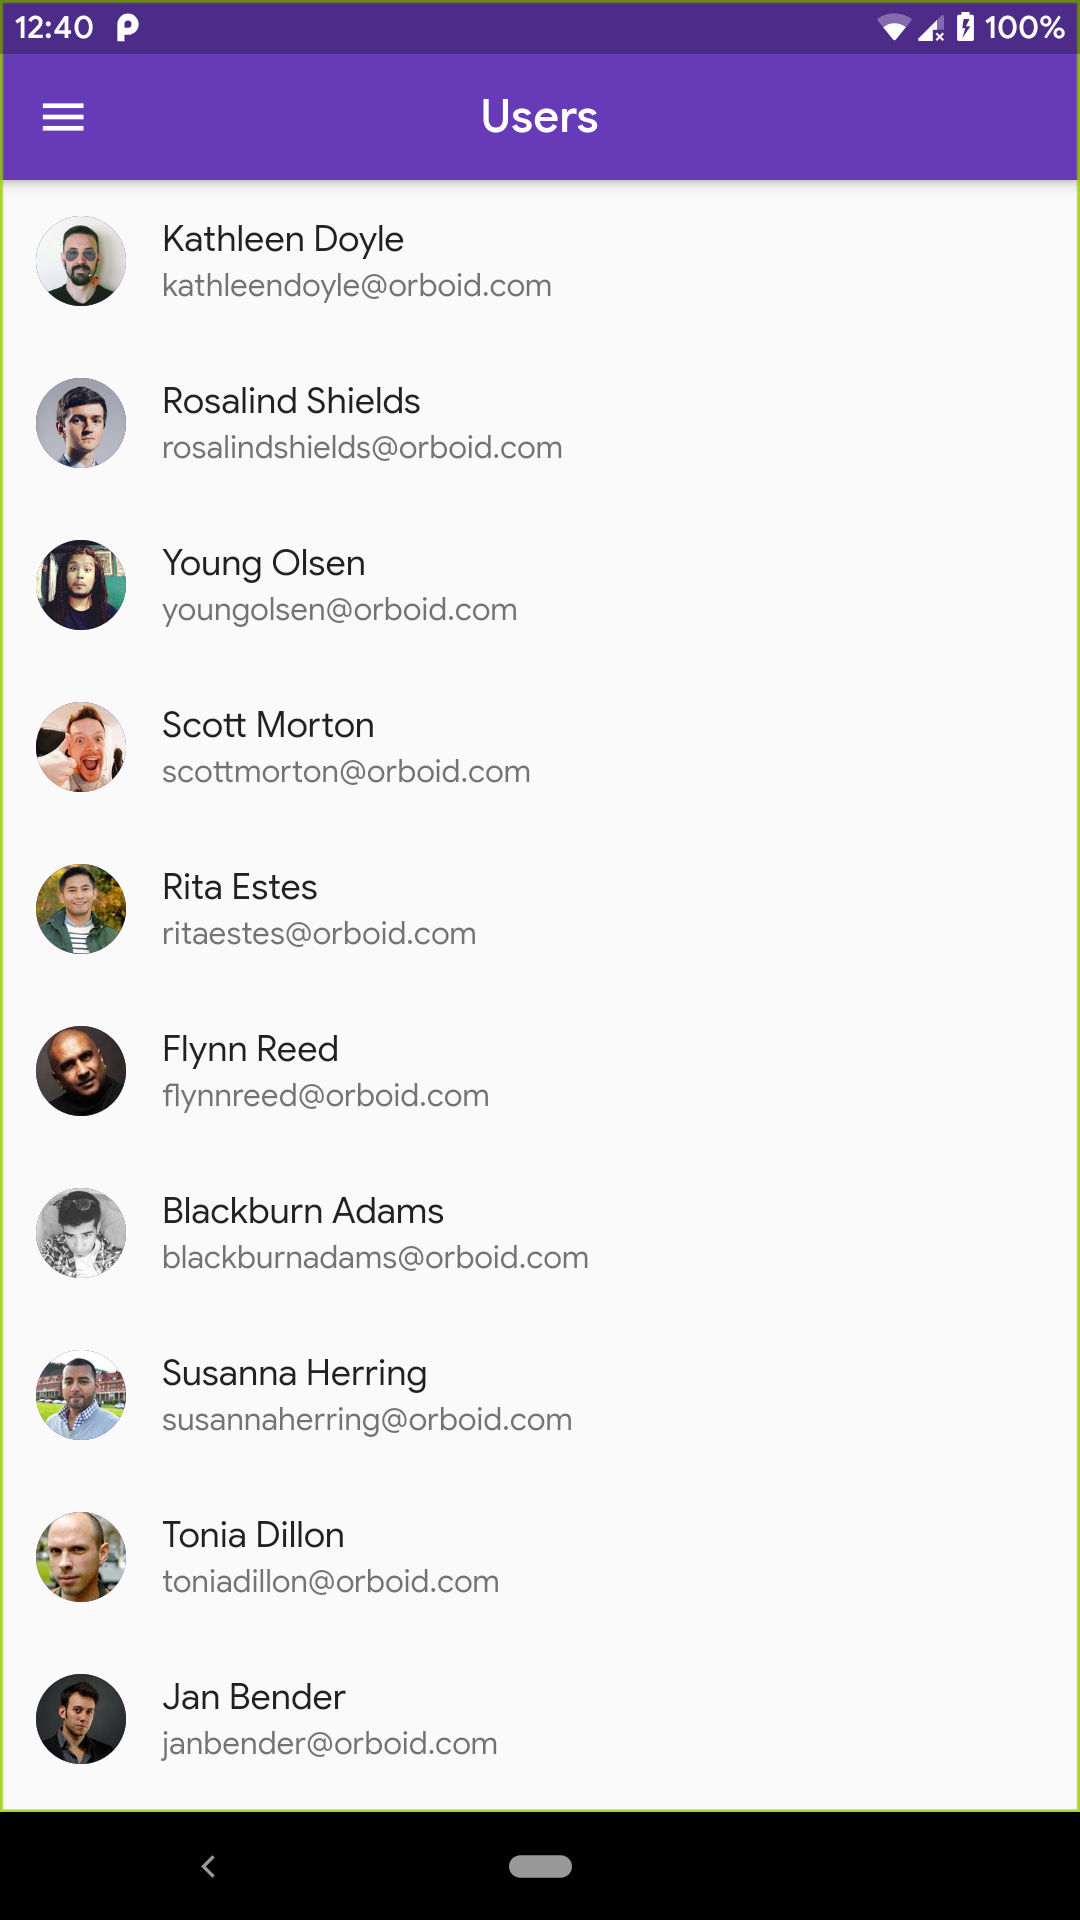 12:40 100%
Users
Kathleen Doyle
kathleendoyle@orboid.com
Rosalind Shields
rosalindshields@orboid.com
Young Olsen
youngolsen@orboid.com
Scott Morton
scottmorton@orboid.com
Rita Estes
ritaestes@orboid.com
Flynn Reed
flynnreed@orboid.com
Blackburn Adams
blackburnadams@orboid.com
Susanna Herring
susannaherring@orboid.com
Tonia Dillon
toniadillon@orboid.com
Jan Bender
janbender@orboid.com